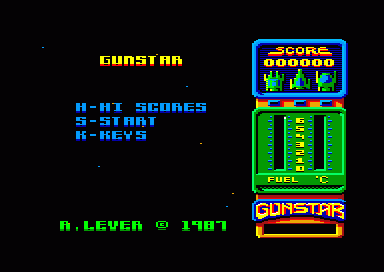 GUNSTAR
H-HI SCORES
S-START
K-KEYS
R.LEVER © 1987
SCORE
000000
6
5
4
3
2
1
0
FUEL °C
GUNSTAR